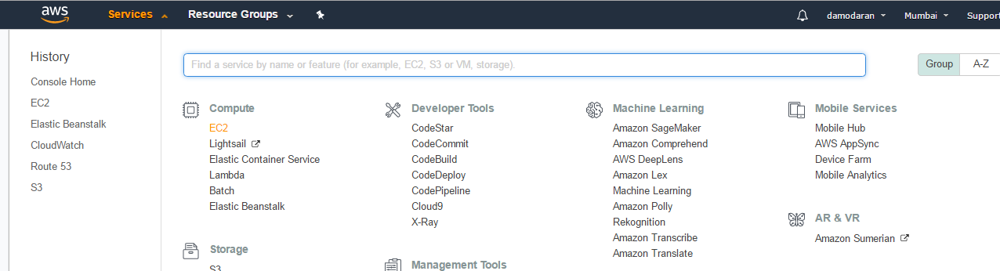 aws Services Resource Groups damodaran Mumbai Support
History
Console Home
EC2
Elastic Beanstalk
CloudWatch
Route 53
S3
Find a service by name or feature (for example, EC2, S3 or VM, storage).
Group A-Z
Compute
EC2
Lightsail
Elastic Container Service
Lambda
Batch
Elastic Beanstalk
Storage
S3
Developer Tools
CodeStar
CodeCommit
CodeBuild
CodeDeploy
CodePipeline
Cloud9
X-Ray
Management Tools
Machine Learning
Amazon SageMaker
Amazon Comprehend
AWS DeepLens
Amazon Lex
Machine Learning
Amazon Polly
Rekognition
Amazon Transcribe
Amazon Translate
Mobile Services
Mobile Hub
AWS AppSync
Device Farm
Mobile Analytics
AR & VR
Amazon Sumerian